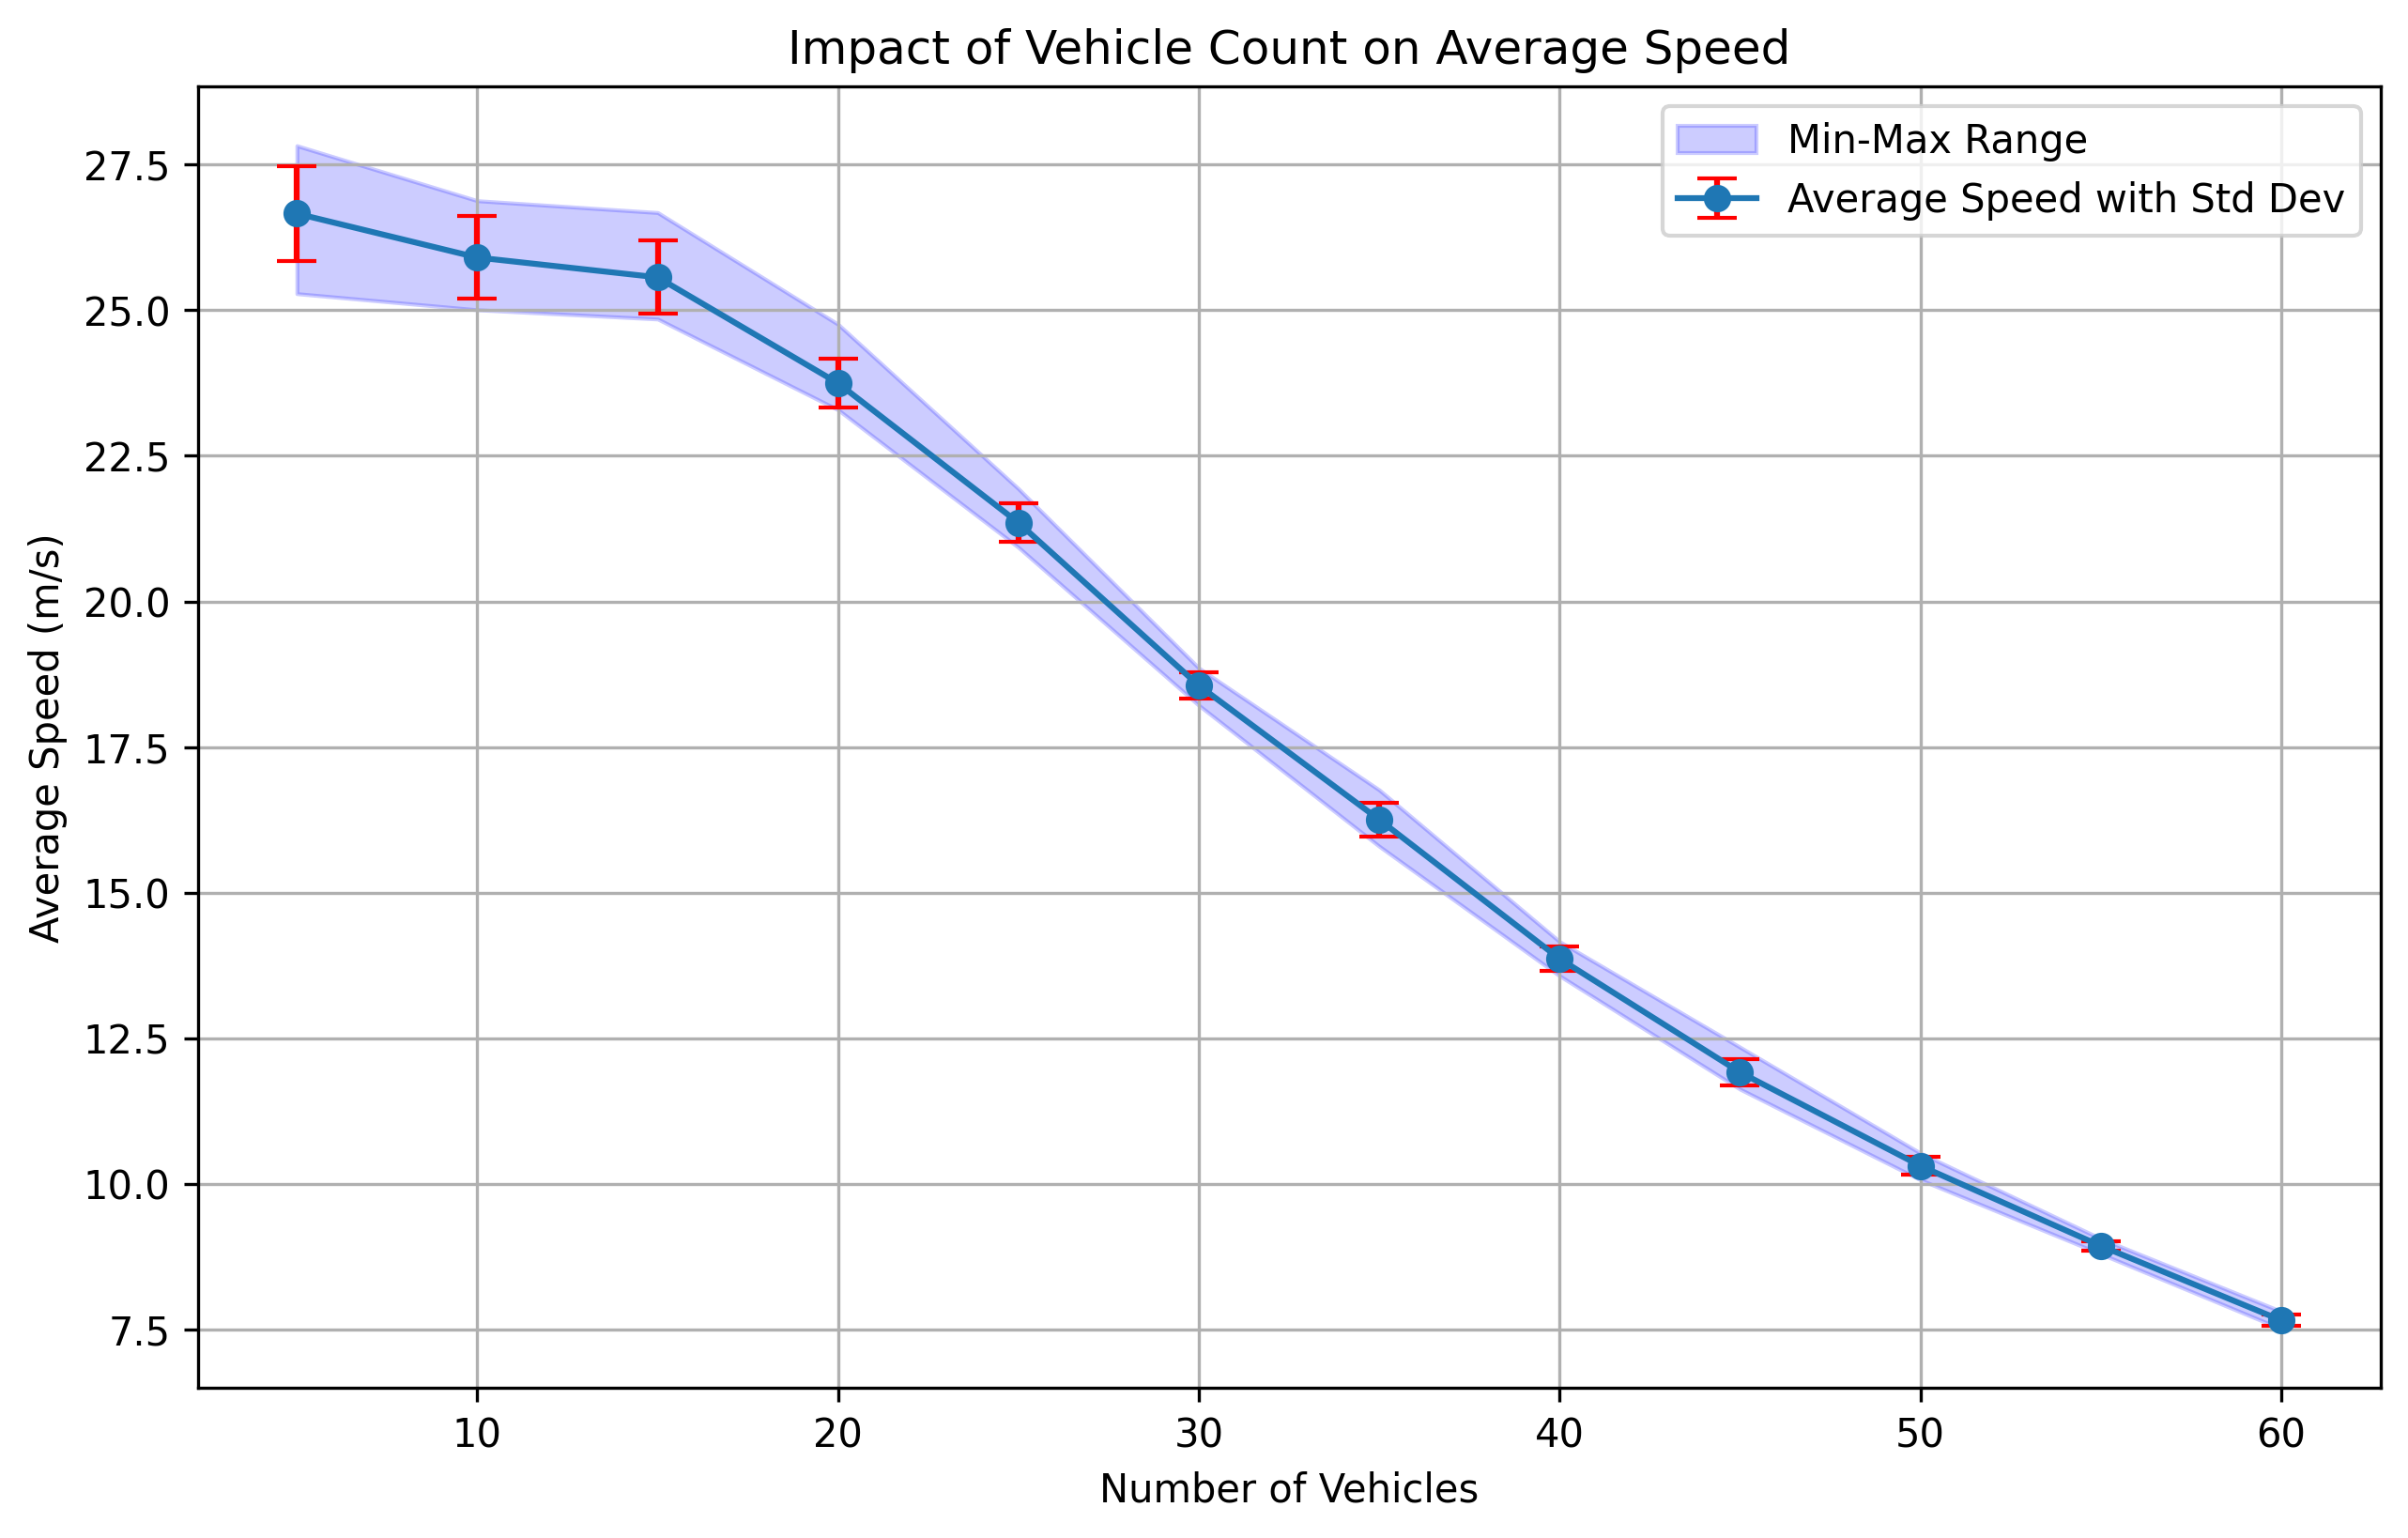 Impact of Vehicle Count on Average Speed
Min-Max Range
Average Speed with Std Dev
27.5
25.0
22.5
20.0
17.5
15.0
12.5
10.0
7.5
Average Speed (m/s)
10 20 30 40 50 60
Number of Vehicles